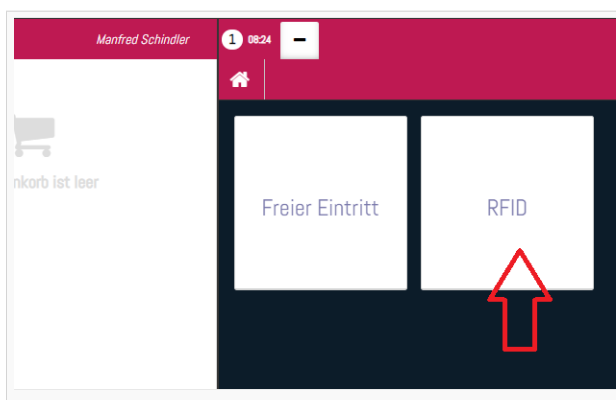 Manfred Schindler
1 08:24
nkorb ist leer
Freier Eintritt
RFID